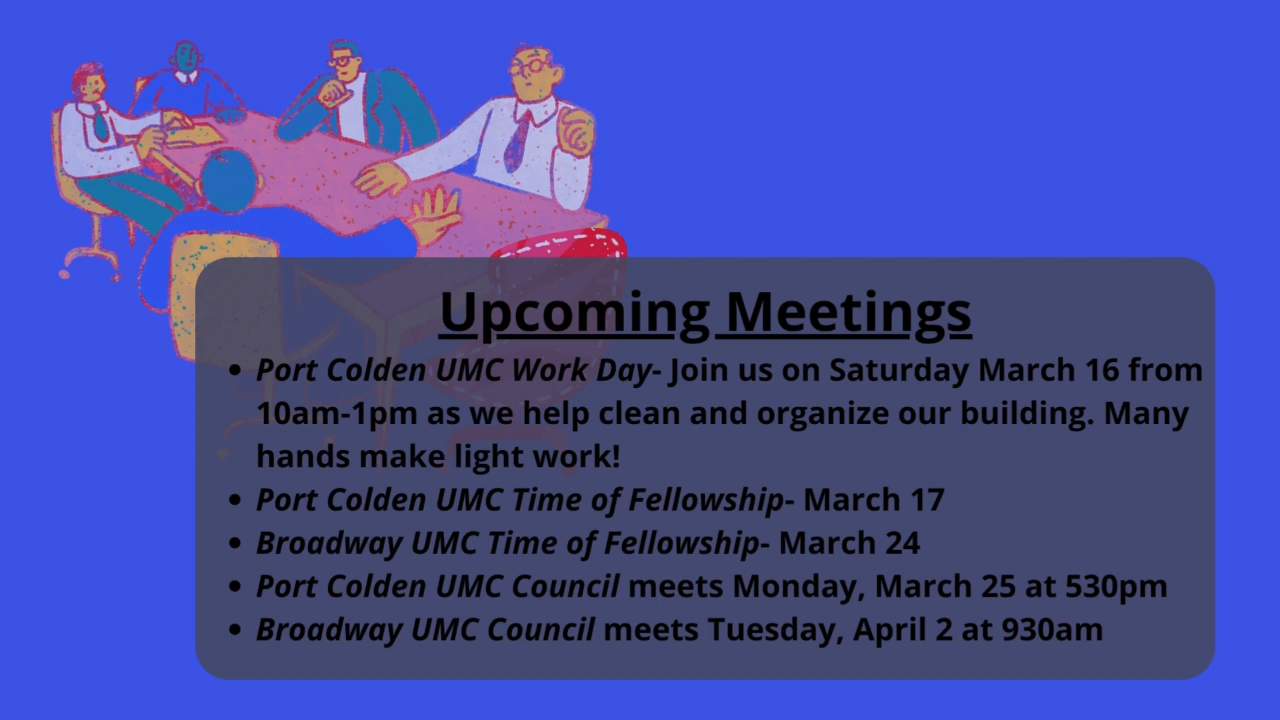 Upcoming Meetings
• Port Colden UMC Work Day- Join us on Saturday March 16 from
10am-1pm as we help clean and organize our building. Many
hands make light work!
• Port Colden UMC Time of Fellowship- March 17
• Broadway UMC Time of Fellowship- March 24
• Port Colden UMC Council meets Monday, March 25 at 530pm
• Broadway UMC Council meets Tuesday, April 2 at 930am